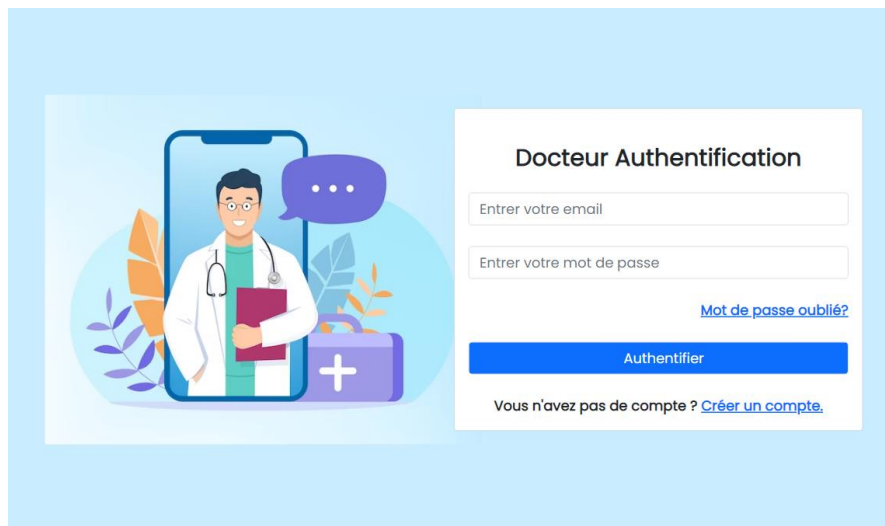 Docteur Authentification
Entrer votre email
Entrer votre mot de passe
Mot de passe oublié?
Authentifier
Vous n'avez pas de compte ? Créer un compte.